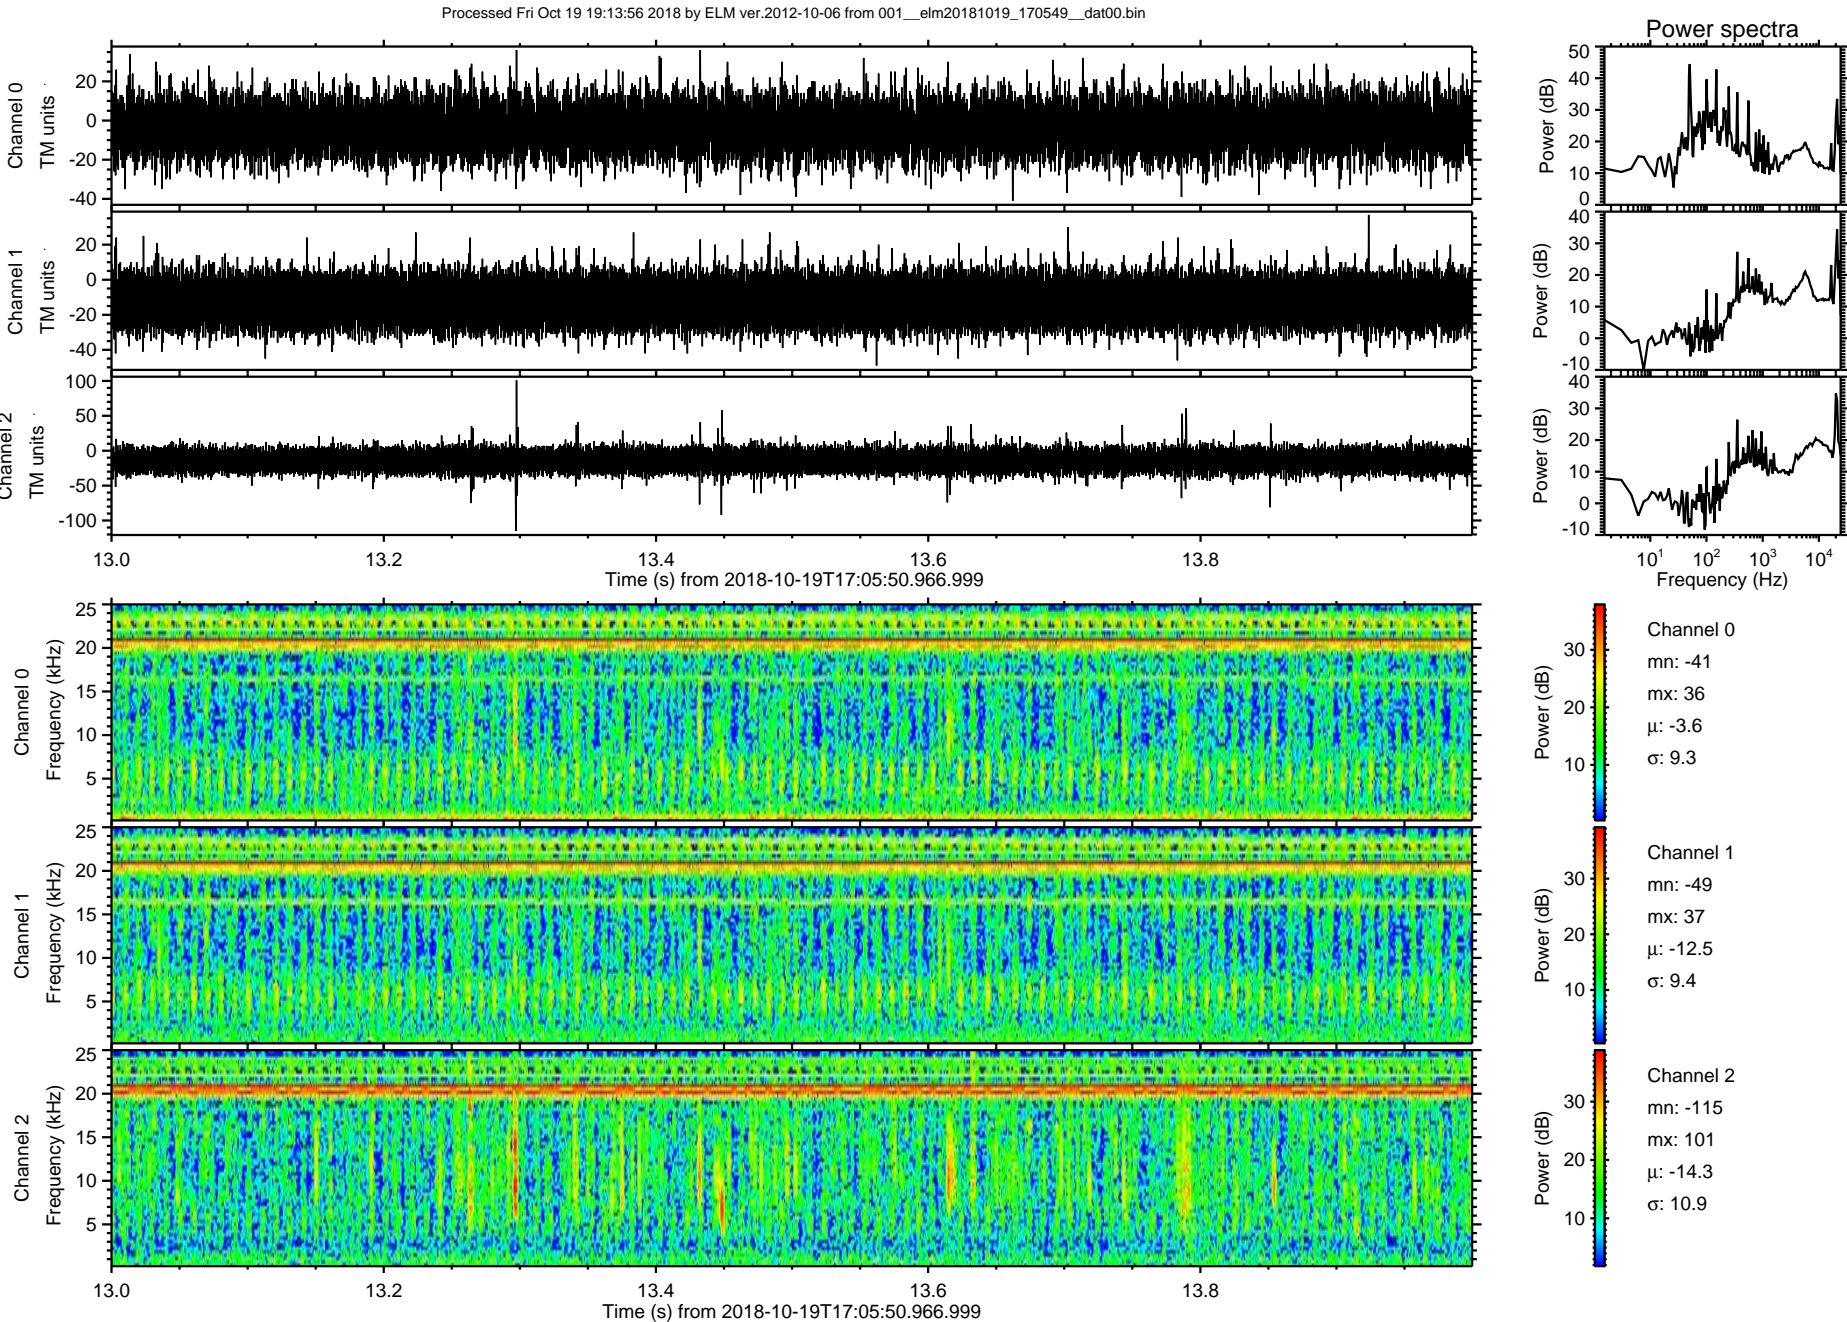 Processed Fri Oct 19 19:13:56 2018 by ELM ver.2012-10-06 from 001__elm20181019_170549__dat00.bin
Power spectra
Channel 0
TM units
20
0
-20
-40
Power (dB)
50
40
30
20
10
0
Channel 1
TM units
20
0
-20
-40
Power (dB)
40
30
20
10
0
-10
Channel 2
TM units
100
50
0
-50
-100
Power (dB)
40
30
20
10
0
-10
13.0 13.2 13.4 13.6 13.8
Time (s) from 2018-10-19T17:05:50.966.999
10^1 10^2 10^3 10^4
Frequency (Hz)
Channel 0
Frequency (kHz)
25
20
15
10
5
Power (dB)
30
20
10
Channel 0
mn: -41
mx: 36
μ: -3.6
σ: 9.3
Channel 1
Frequency (kHz)
25
20
15
10
5
Power (dB)
30
20
10
Channel 1
mn: -49
mx: 37
μ: -12.5
σ: 9.4
Channel 2
Frequency (kHz)
25
20
15
10
5
Power (dB)
30
20
10
Channel 2
mn: -115
mx: 101
μ: -14.3
σ: 10.9
13.0 13.2 13.4 13.6 13.8
Time (s) from 2018-10-19T17:05:50.966.999